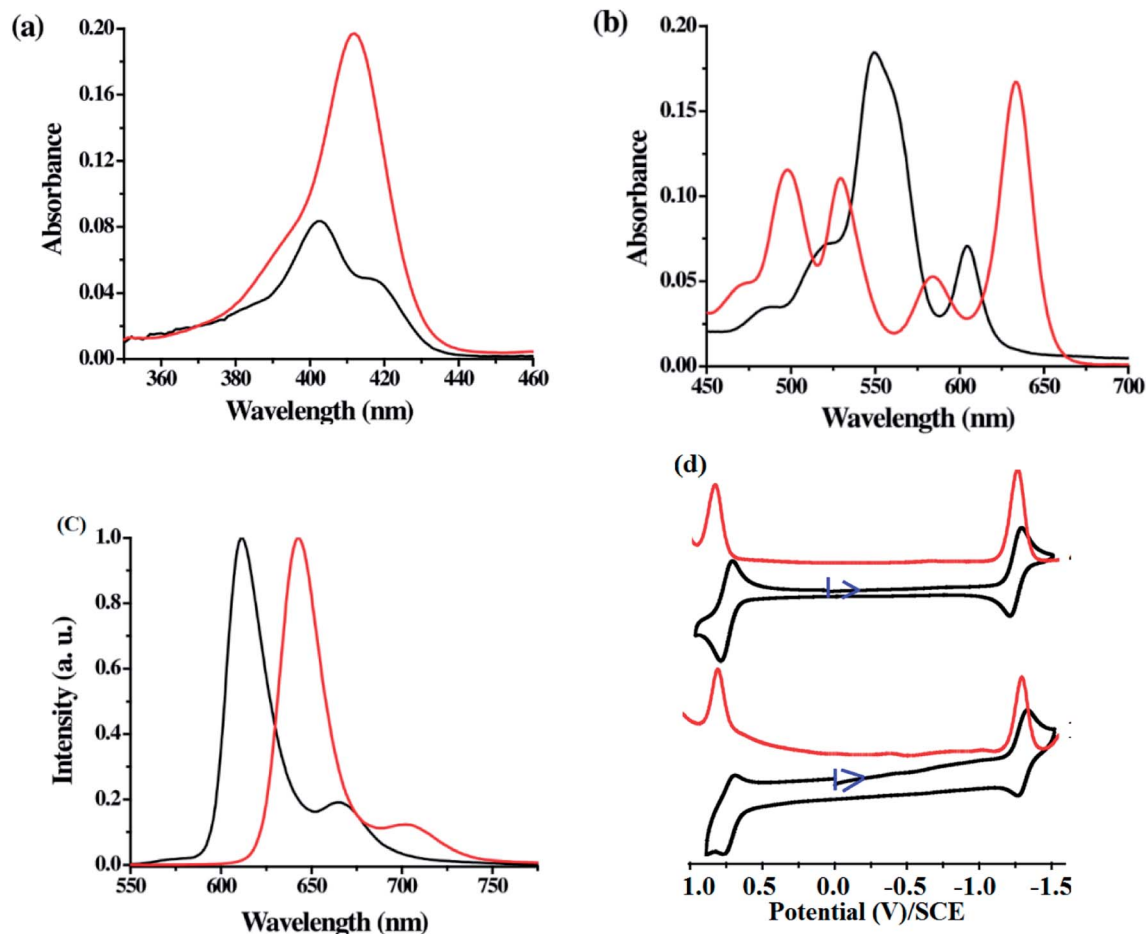 (a)
0.20
0.16
0.12
0.08
0.04
0.00
Absorbance
360 380 400 420 440 460
Wavelength (nm)
(b)
0.20
0.15
0.10
0.05
0.00
Absorbance
450 500 550 600 650 700
Wavelength (nm)
(C)
1.0
0.8
0.6
0.4
0.2
0.0
Intensity (a. u.)
550 600 650 700 750
Wavelength (nm)
(d)
1.0 0.5 0.0 -0.5 -1.0 -1.5
Potential (V)/SCE